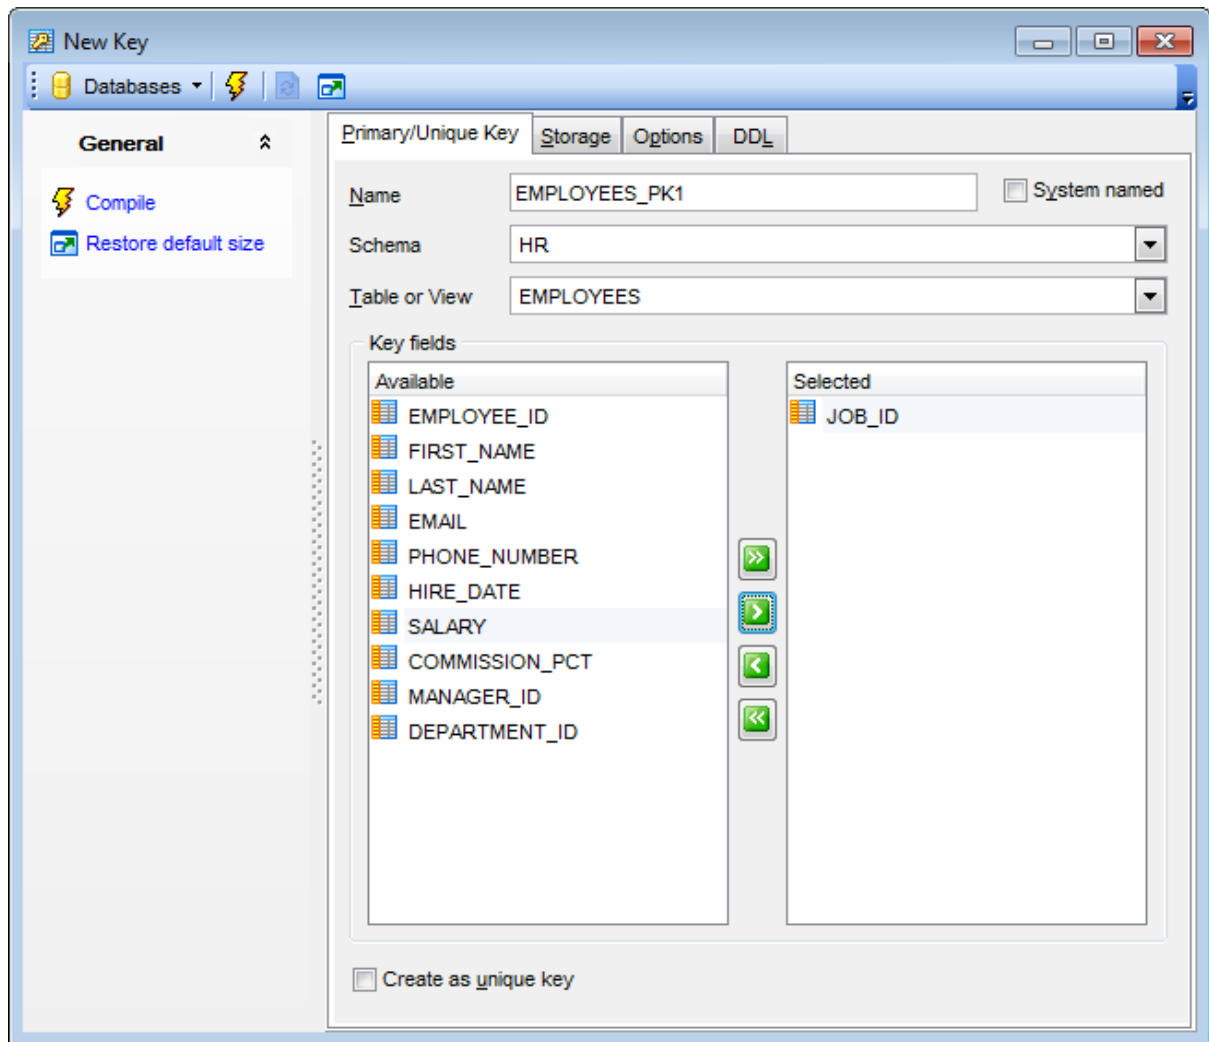 New Key
Databases
General
Compile
Restore default size
Primary/Unique Key Storage Options DDL
Name EMPLOYEES_PK1 System named
Schema HR
Table or View EMPLOYEES
Key fields
Available Selected
EMPLOYEE_ID JOB_ID
FIRST_NAME
LAST_NAME
EMAIL
PHONE_NUMBER
HIRE_DATE
SALARY
COMMISSION_PCT
MANAGER_ID
DEPARTMENT_ID
Create as unique key